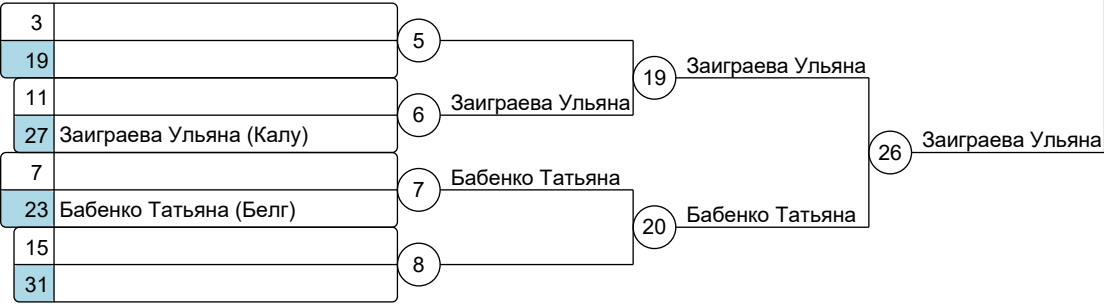 3
5
19
19 Заиграева Ульяна
11
6 Заиграева Ульяна
27 Заиграева Ульяна (Калу)
26 Заиграева Ульяна
7
7 Бабенко Татьяна
23 Бабенко Татьяна (Белг)
20 Бабенко Татьяна
15
8
31